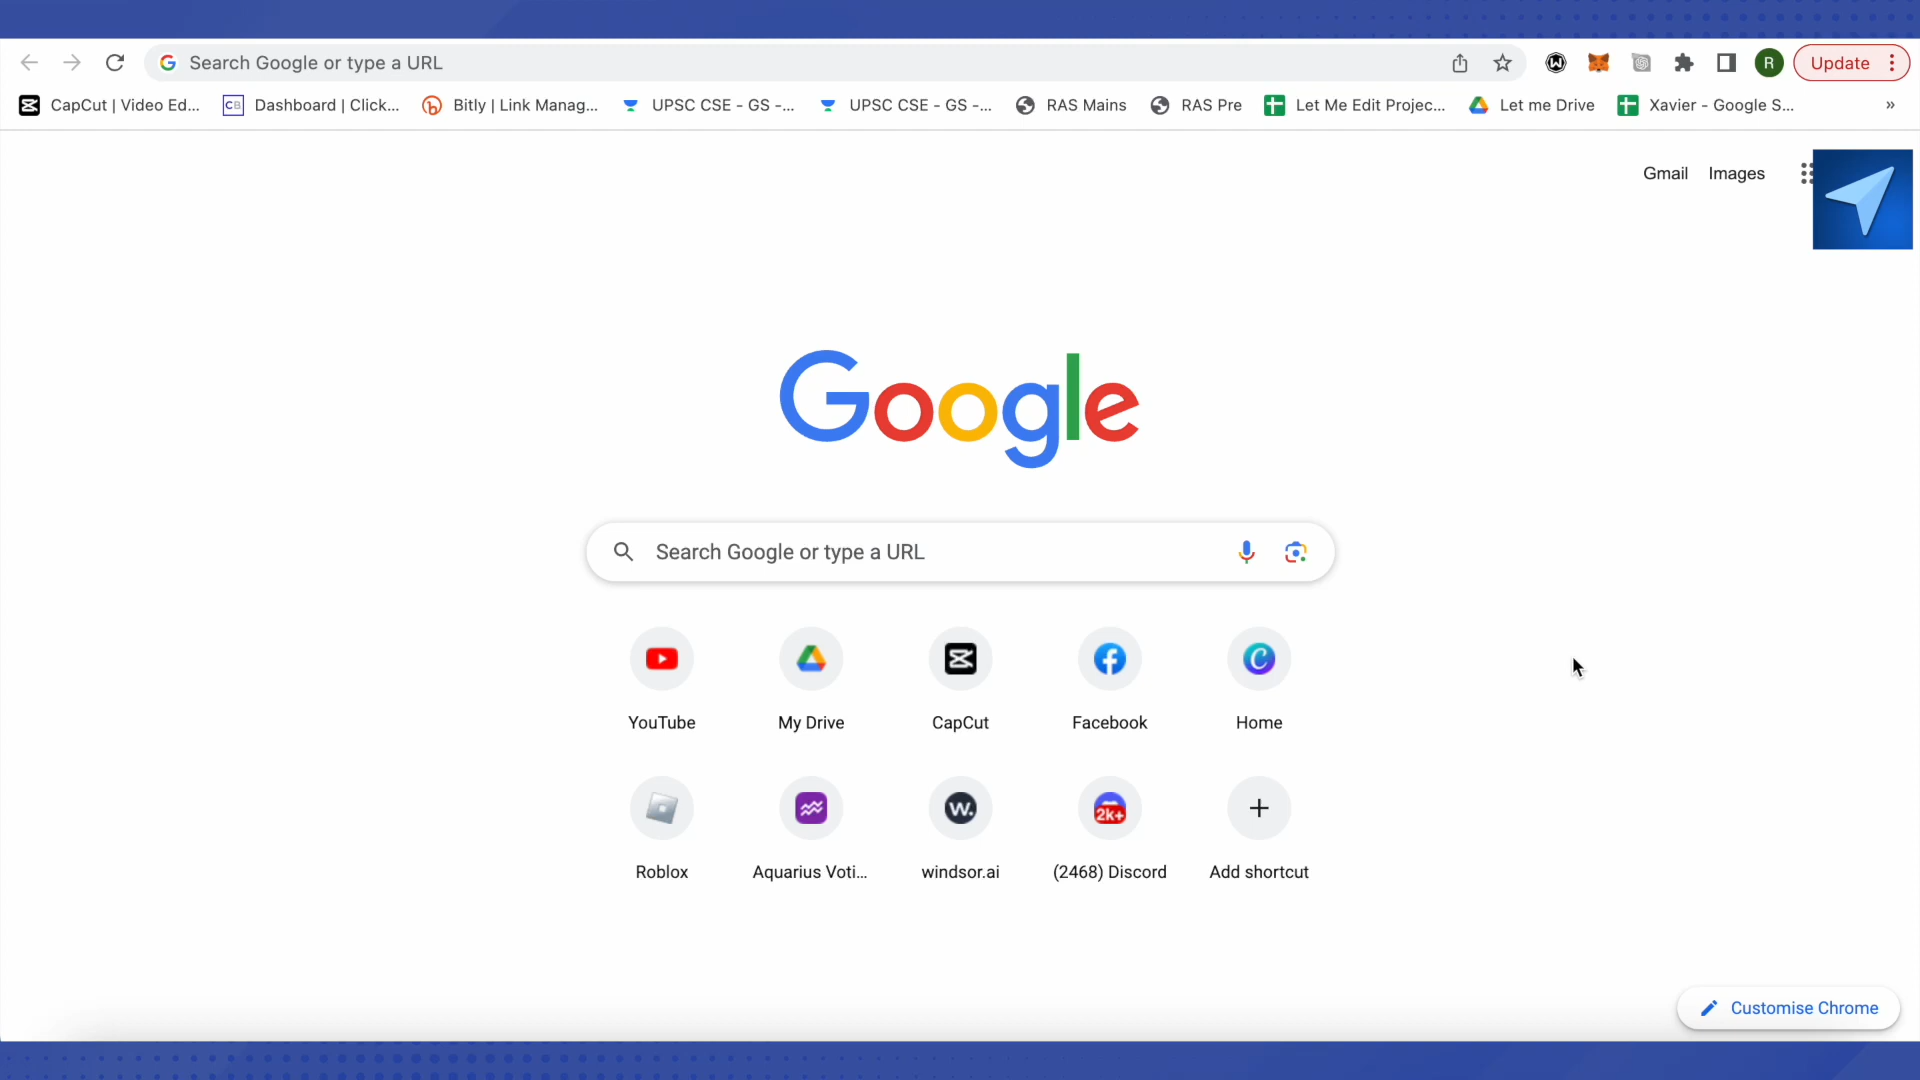 Search Google or type a URL
R
Update
CapCut | Video Ed...
CB
Dashboard | Click...
Bitly | Link Manag...
UPSC CSE - GS -...
UPSC CSE - GS -...
RAS Mains
RAS Pre
Let Me Edit Projec...
Let me Drive
Xavier - Google S...
»
Gmail
Images
Google
Search Google or type a URL
YouTube
My Drive
CapCut
Facebook
Home
w.
2k+
Roblox
Aquarius Voti...
windsor.ai
(2468) Discord
Add shortcut
Customise Chrome